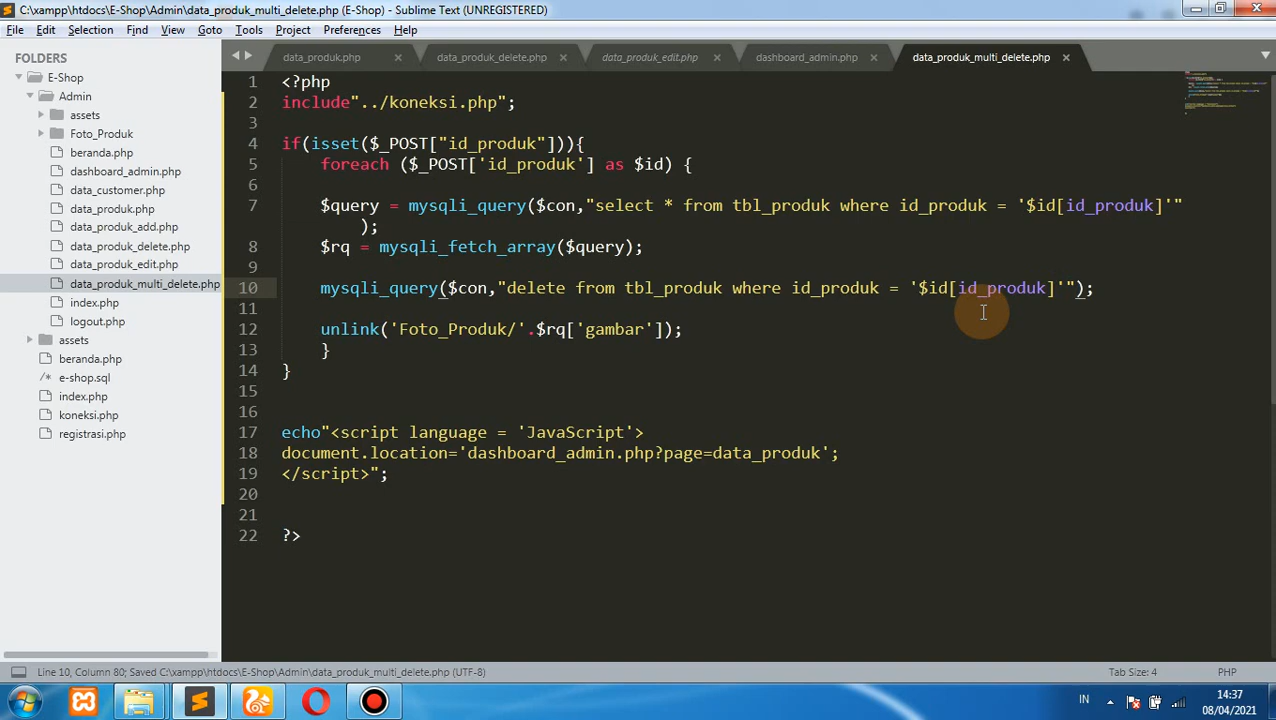 C:\xampp\htdocs\E-Shop\Admin\data_produk_multi_delete.php (E-Shop) - Sublime Text (UNREGISTERED)
File Edit Selection Find View Goto Tools Project Preferences Help
FOLDERS
E-Shop
Admin
assets
Foto_Produk
beranda.php
dashboard_admin.php
data_customer.php
data_produk.php
data_produk_add.php
data_produk_delete.php
data_produk_edit.php
data_produk_multi_delete.php
index.php
logout.php
assets
beranda.php
/* e-shop.sql
index.php
koneksi.php
registrasi.php
data_produk.php data_produk_delete.php data_produk_edit.php dashboard_admin.php data_produk_multi_delete.php
1 <?php
2 include"../koneksi.php";
3
4 if(isset($_POST["id_produk"])){
5 foreach ($_POST['id_produk'] as $id) {
6
7 $query = mysqli_query($con,"select * from tbl_produk where id_produk = '$id[id_produk]'"
);
8 $rq = mysqli_fetch_array($query);
9
10 mysqli_query($con,"delete from tbl_produk where id_produk = '$id[id_produk]'");
11
12 unlink('Foto_Produk/'.$rq['gambar']);
13 }
14 }
15
16
17 echo"<script language = 'JavaScript'>
18 document.location='dashboard_admin.php?page=data_produk';
19 </script>";
20
21
22 ?>
Line 10, Column 80; Saved C:\xampp\htdocs\E-Shop\Admin\data_produk_multi_delete.php (UTF-8) Tab Size: 4 PHP
IN 14:37
08/04/2021